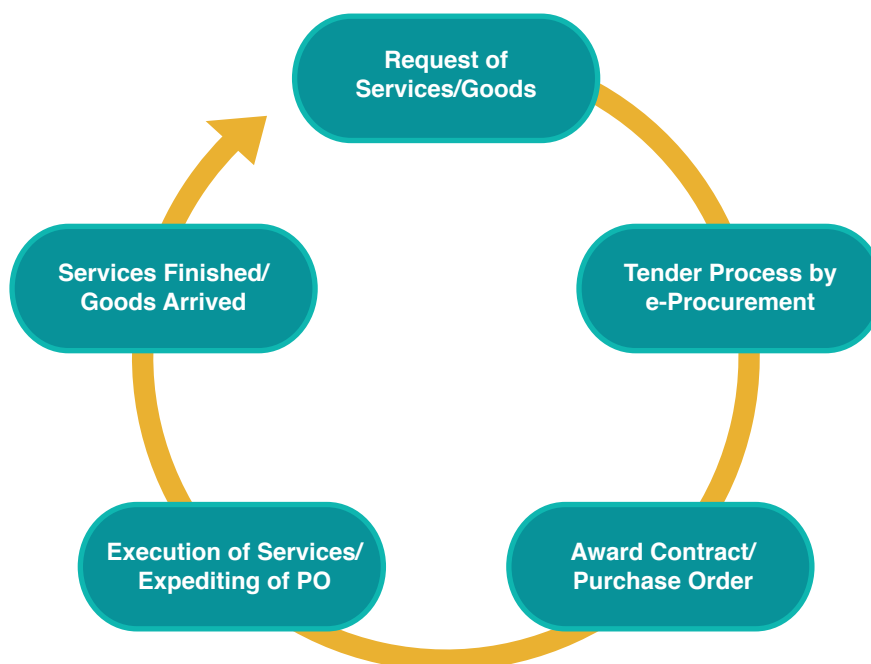 Request of
Services/Goods
Tender Process by
e-Procurement
Award Contract/
Purchase Order
Execution of Services/
Expediting of PO
Services Finished/
Goods Arrived